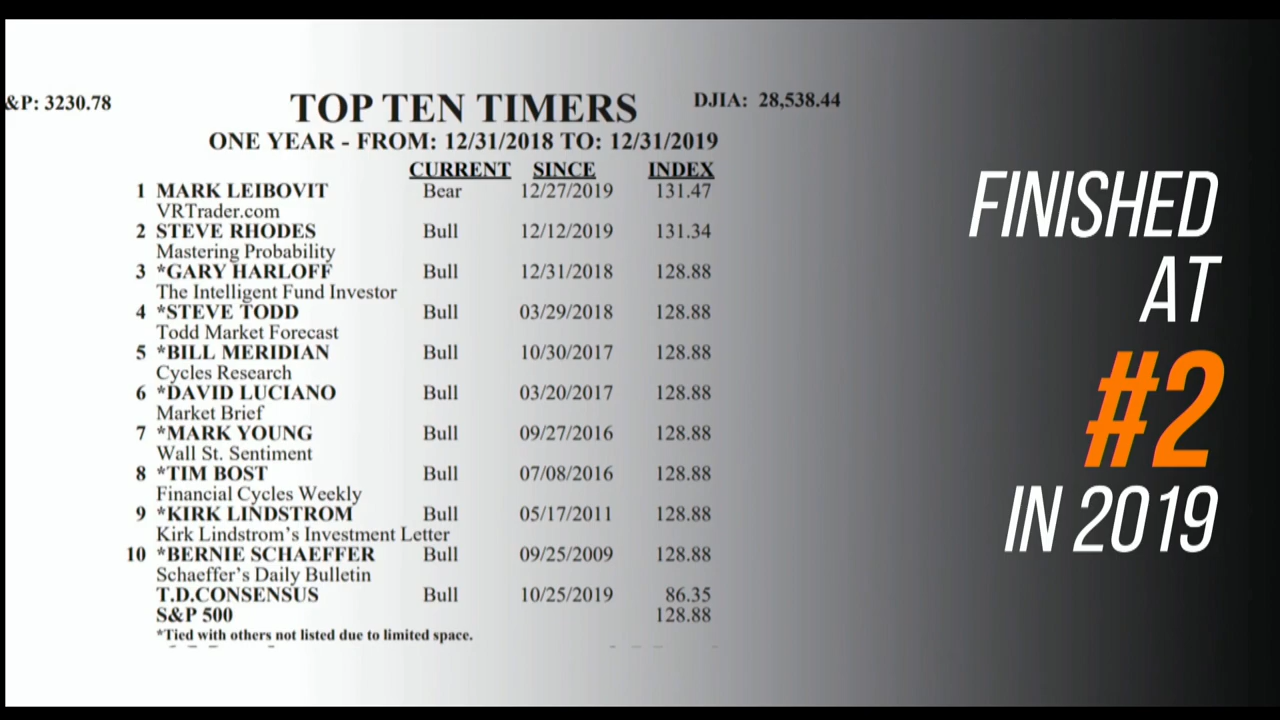 &P: 3230.78
TOP TEN TIMERS
DJIA: 28,538.44
ONE YEAR - FROM: 12/31/2018 TO: 12/31/2019
CURRENT SINCE INDEX
1 MARK LEIBOVIT Bear 12/27/2019 131.47
VRTrader.com
2 STEVE RHODES Bull 12/12/2019 131.34
Mastering Probability
3 *GARY HARLOFF Bull 12/31/2018 128.88
The Intelligent Fund Investor
4 *STEVE TODD Bull 03/29/2018 128.88
Todd Market Forecast
5 *BILL MERIDIAN Bull 10/30/2017 128.88
Cycles Research
6 *DAVID LUCIANO Bull 03/20/2017 128.88
Market Brief
7 *MARK YOUNG Bull 09/27/2016 128.88
Wall St. Sentiment
8 *TIM BOST Bull 07/08/2016 128.88
Financial Cycles Weekly
9 *KIRK LINDSTROM Bull 05/17/2011 128.88
Kirk Lindstrom's Investment Letter
10 *BERNIE SCHAEFFER Bull 09/25/2009 128.88
Schaeffer's Daily Bulletin
T.D.CONSENSUS Bull 10/25/2019 86.35
S&P 500 128.88
*Tied with others not listed due to limited space.
FINISHED
AT
#2
IN 2019